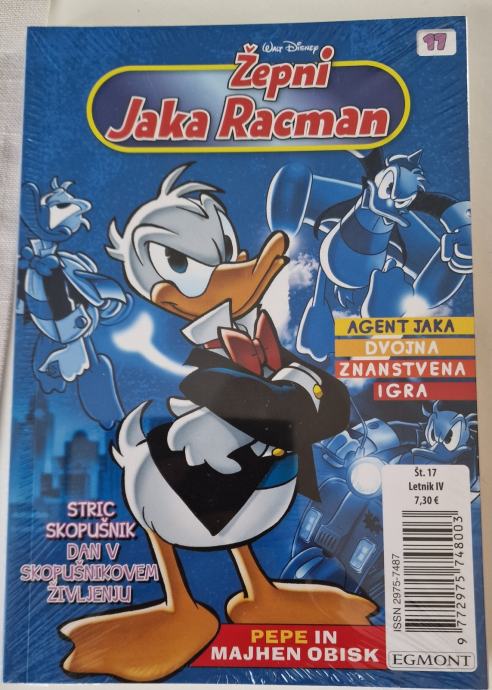 17
Walt Disney
Žepni
Jaka Racman
AGENT JAKA
DVOJNA
ZNANSTVENA
IGRA
Št. 17
Letnik IV
7,30 €
ISSN 2975-7487
9 772975 748003
STRIC
SKOPUŠNIK
DAN V
SKOPUŠNIKOVEM
ŽIVLJENJU
PEPE IN
MAJHEN OBISK
EGMONT